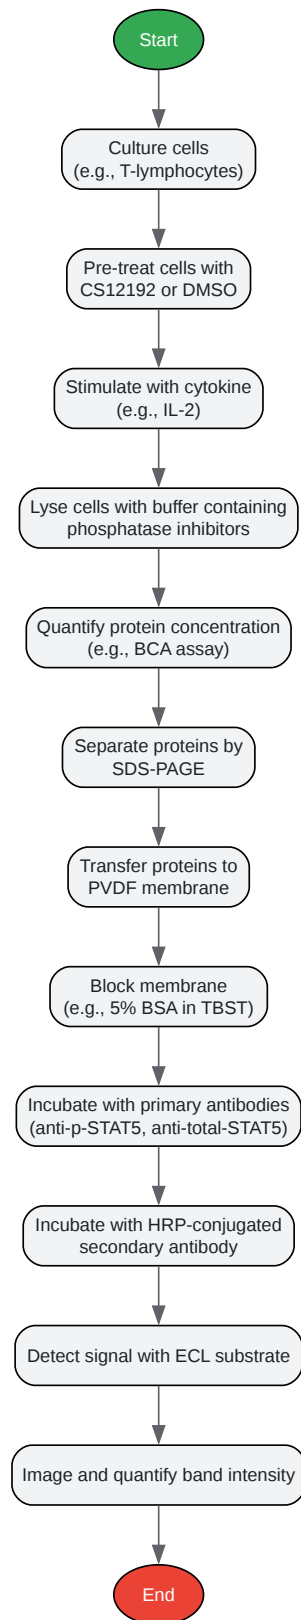 Start
Culture cells
(e.g., T-lymphocytes)
Pre-treat cells with
CS12192 or DMSO
Stimulate with cytokine
(e.g., IL-2)
Lyse cells with buffer containing
phosphatase inhibitors
Quantify protein concentration
(e.g., BCA assay)
Separate proteins by
SDS-PAGE
Transfer proteins to
PVDF membrane
Block membrane
(e.g., 5% BSA in TBST)
Incubate with primary antibodies
(anti-p-STAT5, anti-total-STAT5)
Incubate with HRP-conjugated
secondary antibody
Detect signal with ECL substrate
Image and quantify band intensity
End